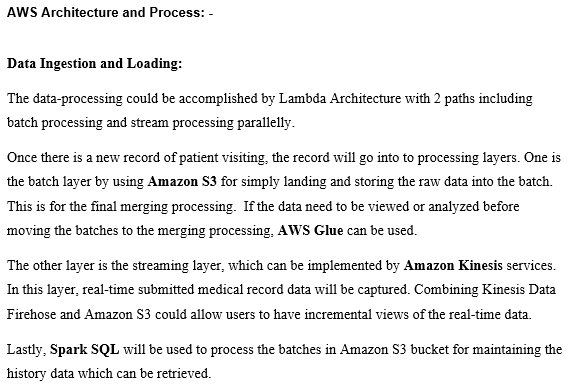 AWS Architecture and Process: -
Data Ingestion and Loading:
The data-processing could be accomplished by Lambda Architecture with 2 paths including
batch processing and stream processing parallelly.
Once there is a new record of patient visiting, the record will go into to processing layers. One is
the batch layer by using Amazon S3 for simply landing and storing the raw data into the batch.
This is for the final merging processing.  If the data need to be viewed or analyzed before
moving the batches to the merging processing, AWS Glue can be used.
The other layer is the streaming layer, which can be implemented by Amazon Kinesis services.
In this layer, real-time submitted medical record data will be captured. Combining Kinesis Data
Firehose and Amazon S3 could allow users to have incremental views of the real-time data.
Lastly, Spark SQL will be used to process the batches in Amazon S3 bucket for maintaining the
history data which can be retrieved.